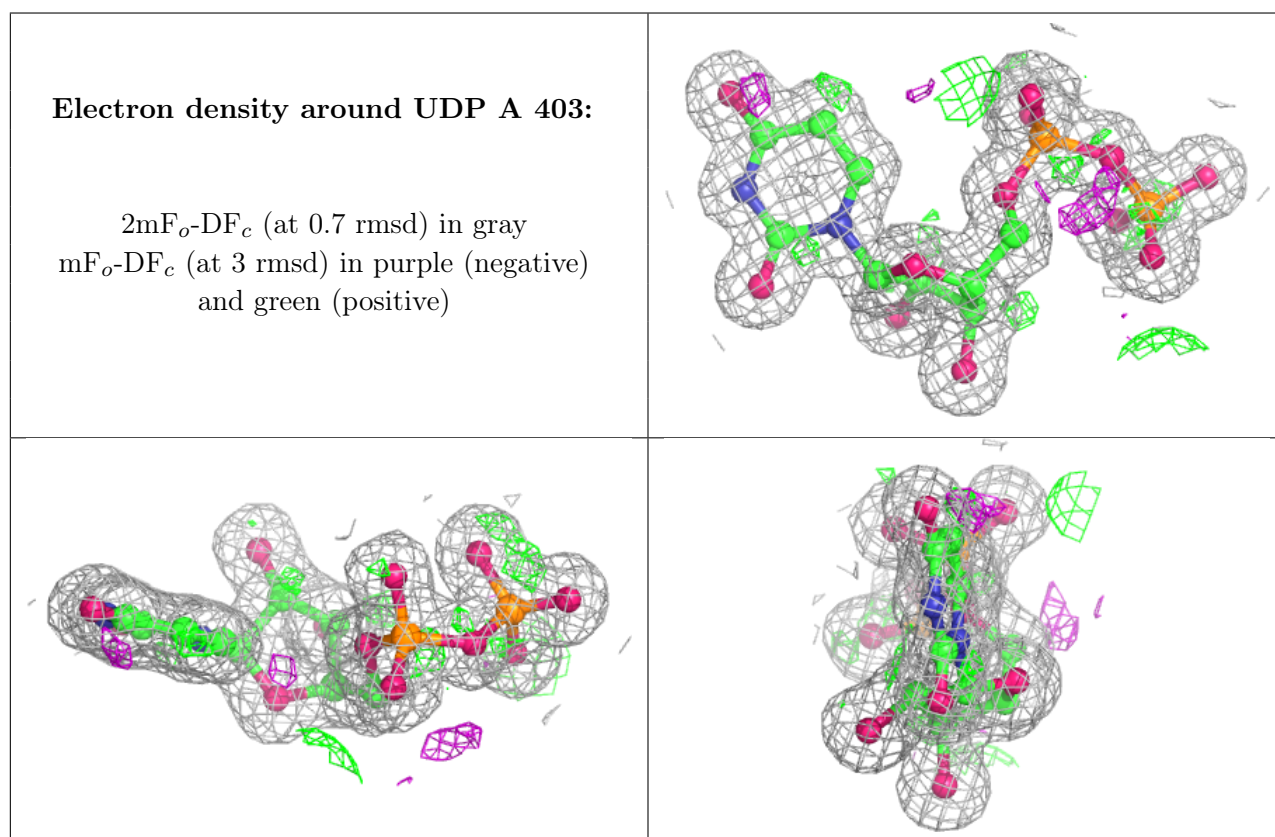 Electron density around UDP A 403:
2mFo-DFc (at 0.7 rmsd) in gray
mFo-DFc (at 3 rmsd) in purple (negative)
and green (positive)